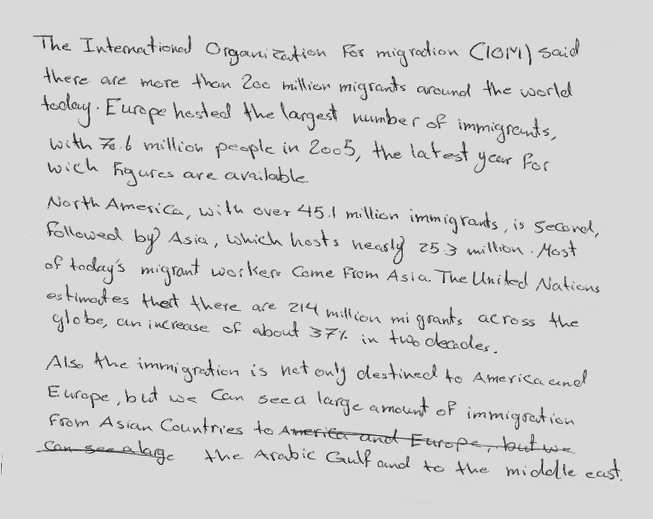 The International Organization For migration (IOM) said
there are more than 200 million migrants around the world
today. Europe hosted the largest number of immigrants,
with 70.6 million people in 2005, the latest year For
wich figures are available.
North America, with over 45.1 million immigrants, is second,
Followed by Asia, which hosts nearly 25.3 million. Most
of today's migrant workers Come From Asia. The United Nations
estimates that there are 214 million migrants across the
globe, an increase of about 37% in two decades.
Also the immigration is not only destined to America and
Europe, but we Can see a large amount of immigration
From Asian Countries to America and Europe, but we
Can see a large the Arabic Gulf and to the middle east.